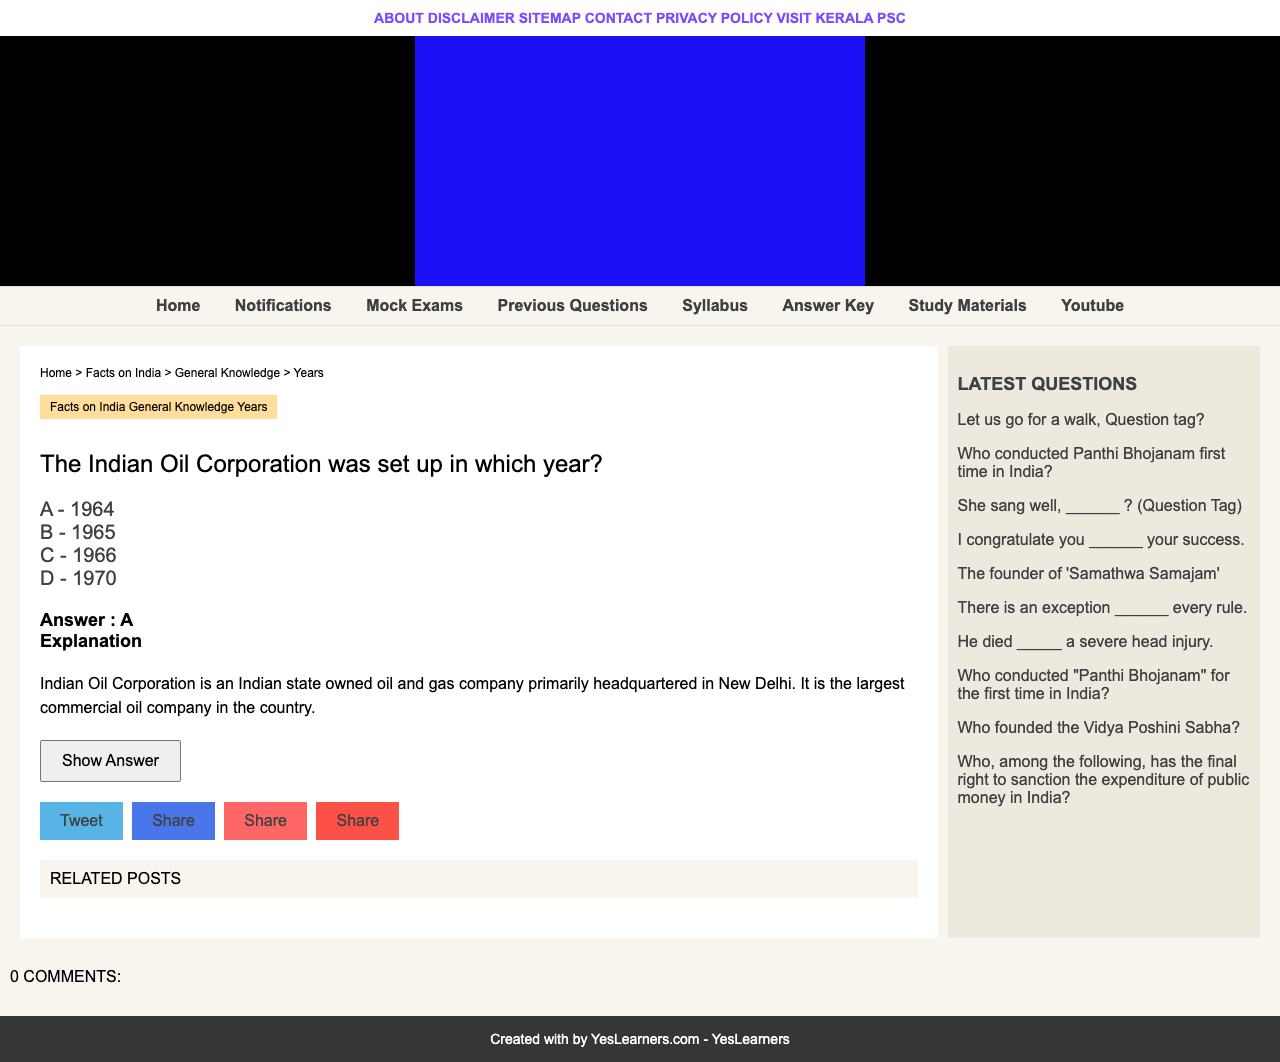 ABOUT DISCLAIMER SITEMAP CONTACT PRIVACY POLICY VISIT KERALA PSC
Home Notifications Mock Exams Previous Questions Syllabus Answer Key Study Materials Youtube
Home > Facts on India > General Knowledge > Years
Facts on India General Knowledge Years
The Indian Oil Corporation was set up in which year?
A - 1964
B - 1965
C - 1966
D - 1970
Answer : A
Explanation
Indian Oil Corporation is an Indian state owned oil and gas company primarily headquartered in New Delhi. It is the largest
commercial oil company in the country.
Show Answer
Tweet Share Share Share
RELATED POSTS
LATEST QUESTIONS
Let us go for a walk, Question tag?
Who conducted Panthi Bhojanam first
time in India?
She sang well, ______ ? (Question Tag)
I congratulate you ______ your success.
The founder of 'Samathwa Samajam'
There is an exception ______ every rule.
He died _____ a severe head injury.
Who conducted "Panthi Bhojanam" for
the first time in India?
Who founded the Vidya Poshini Sabha?
Who, among the following, has the final
right to sanction the expenditure of public
money in India?
0 COMMENTS:
Created with by YesLearners.com - YesLearners